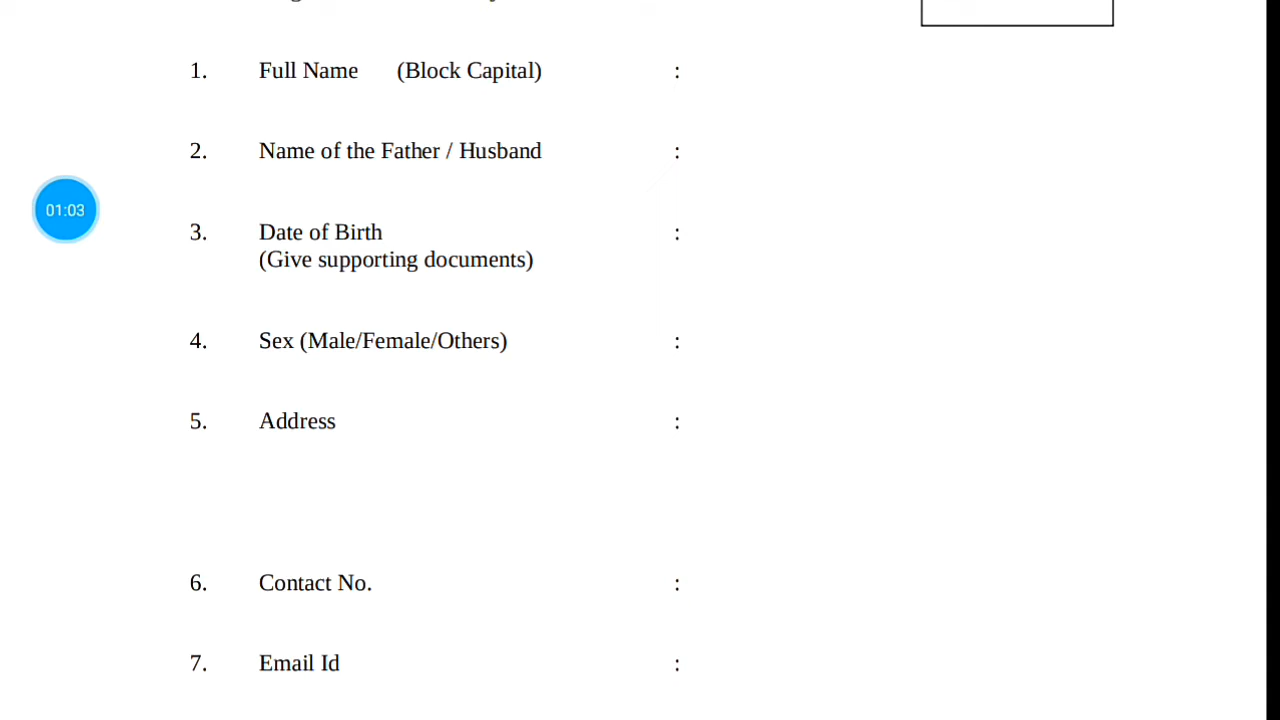 1. Full Name (Block Capital) :
2. Name of the Father / Husband :
01:03
3. Date of Birth :
(Give supporting documents)
4. Sex (Male/Female/Others) :
5. Address :
6. Contact No. :
7. Email Id :